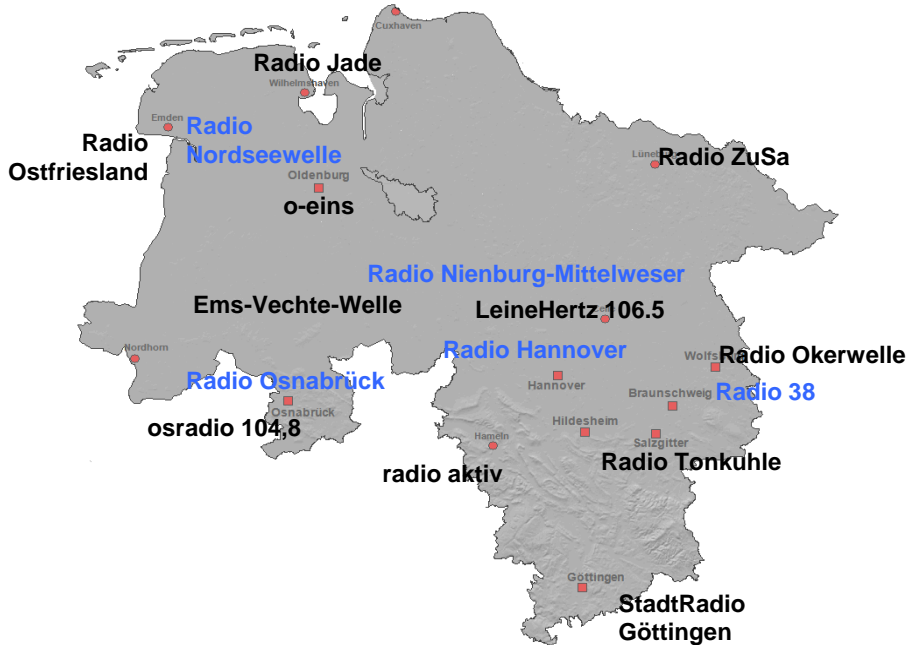 Cuxhaven
Radio Jade
Wilhelmshaven
Emden
Radio
Nordseewelle
Radio
Ostfriesland
Lüneburg
Radio ZuSa
Oldenburg
o-eins
Radio Nienburg-Mittelweser
Ems-Vechte-Welle
LeineHertz 106.5
Nordhorn
Radio Hannover
Radio Okerwelle
Hannover
Radio Osnabrück
Osnabrück
Braunschweig
Radio 38
osradio 104,8
Hildesheim
Hameln
Salzgitter
radio aktiv
Radio Tonkuhle
Göttingen
StadtRadio
Göttingen